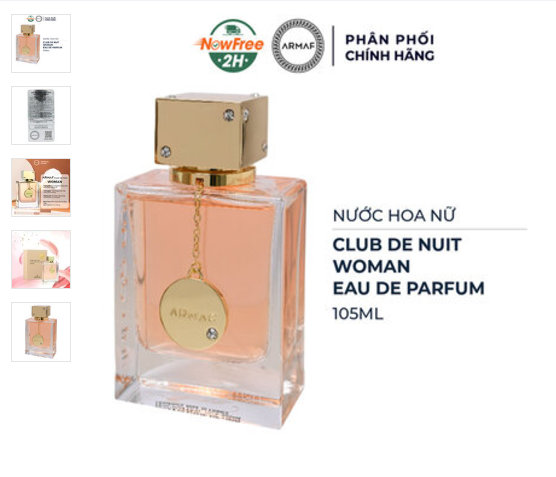 NowFree
2H
ARMAF
PHÂN PHỐI
CHÍNH HÃNG
NƯỚC HOA NỮ
CLUB DE NUIT
WOMAN
EAU DE PARFUM
105ML
ARMAF